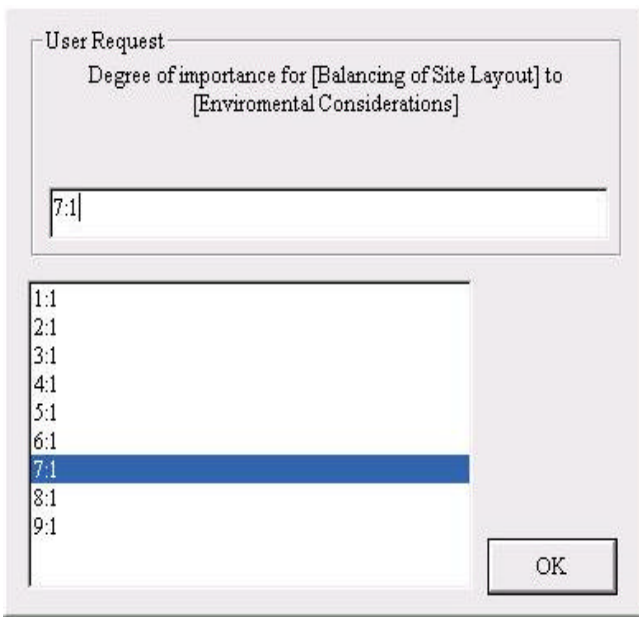 User Request
Degree of importance for [Balancing of Site Layout] to
[Enviromental Considerations]
7:1
1:1
2:1
3:1
4:1
5:1
6:1
7:1
8:1
9:1
OK